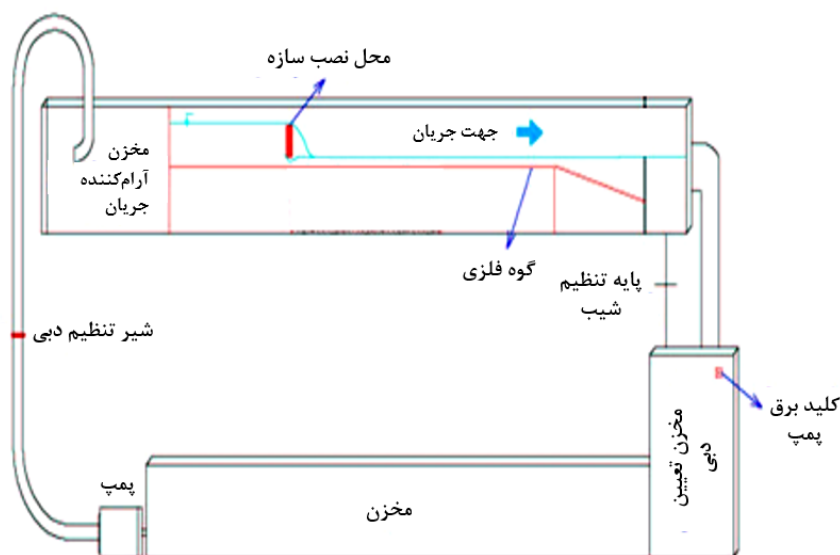 محل نصب سازه
جهت جریان
مخزن
آرام‌کننده
جریان
گوه فلزی
پایه تنظیم
شیب
شیر تنظیم دبی
کلید برق
پمپ
مخزن تعیین
دبی
پمپ
مخزن